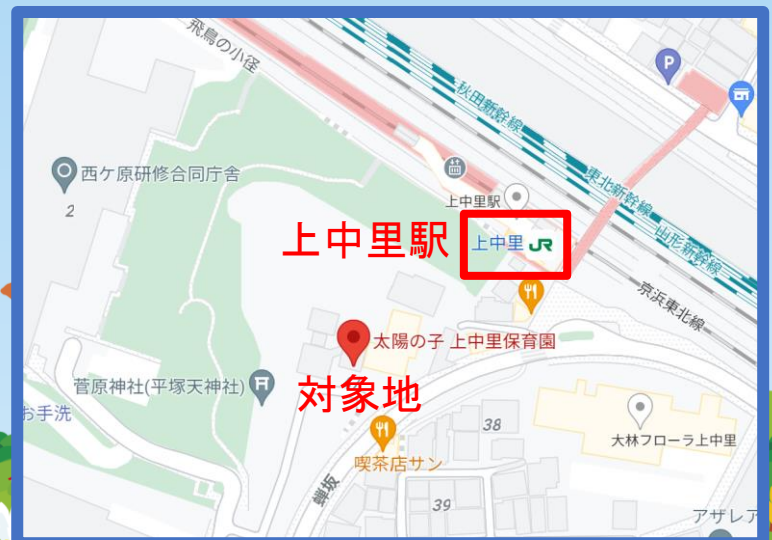 飛鳥の小径
P
秋田新幹線
西ケ原研修合同庁舎
2
東北新幹線
上中里駅
山形新幹線
上中里駅
上中里 JR
京浜東北線
太陽の子 上中里保育園
菅原神社(平塚天神社)
対象地
お手洗
38
大林フローラ上中里
喫茶店サン
蝉坂
39
アザレア